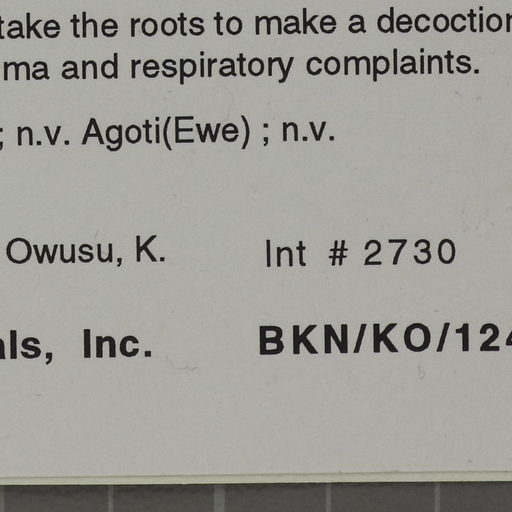 take the roots to make a decoction
ma and respiratory complaints.
; n.v. Agoti(Ewe) ; n.v.
Owusu, K. Int # 2730
als, Inc. BKN/KO/124